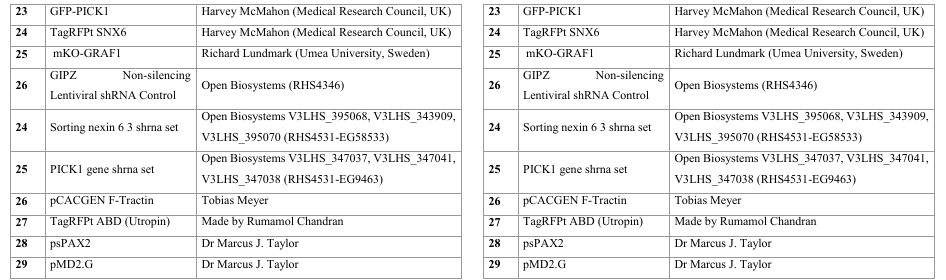 23 GFP-PICK1 Harvey McMahon (Medical Research Council, UK)
24 TagRFPt SNX6 Harvey McMahon (Medical Research Council, UK)
25 mKO-GRAF1 Richard Lundmark (Umea University, Sweden)
26 GIPZ Non-silencing
Lentiviral shRNA Control Open Biosystems (RHS4346)
24 Sorting nexin 6 3 shrna set Open Biosystems V3LHS_395068, V3LHS_343909,
V3LHS_395070 (RHS4531-EG58533)
25 PICK1 gene shrna set Open Biosystems V3LHS_347037, V3LHS_347041,
V3LHS_347038 (RHS4531-EG9463)
26 pCACGEN F-Tractin Tobias Meyer
27 TagRFPt ABD (Utropin) Made by Rumamol Chandran
28 psPAX2 Dr Marcus J. Taylor
29 pMD2.G Dr Marcus J. Taylor
23 GFP-PICK1 Harvey McMahon (Medical Research Council, UK)
24 TagRFPt SNX6 Harvey McMahon (Medical Research Council, UK)
25 mKO-GRAF1 Richard Lundmark (Umea University, Sweden)
26 GIPZ Non-silencing
Lentiviral shRNA Control Open Biosystems (RHS4346)
24 Sorting nexin 6 3 shrna set Open Biosystems V3LHS_395068, V3LHS_343909,
V3LHS_395070 (RHS4531-EG58533)
25 PICK1 gene shrna set Open Biosystems V3LHS_347037, V3LHS_347041,
V3LHS_347038 (RHS4531-EG9463)
26 pCACGEN F-Tractin Tobias Meyer
27 TagRFPt ABD (Utropin) Made by Rumamol Chandran
28 psPAX2 Dr Marcus J. Taylor
29 pMD2.G Dr Marcus J. Taylor